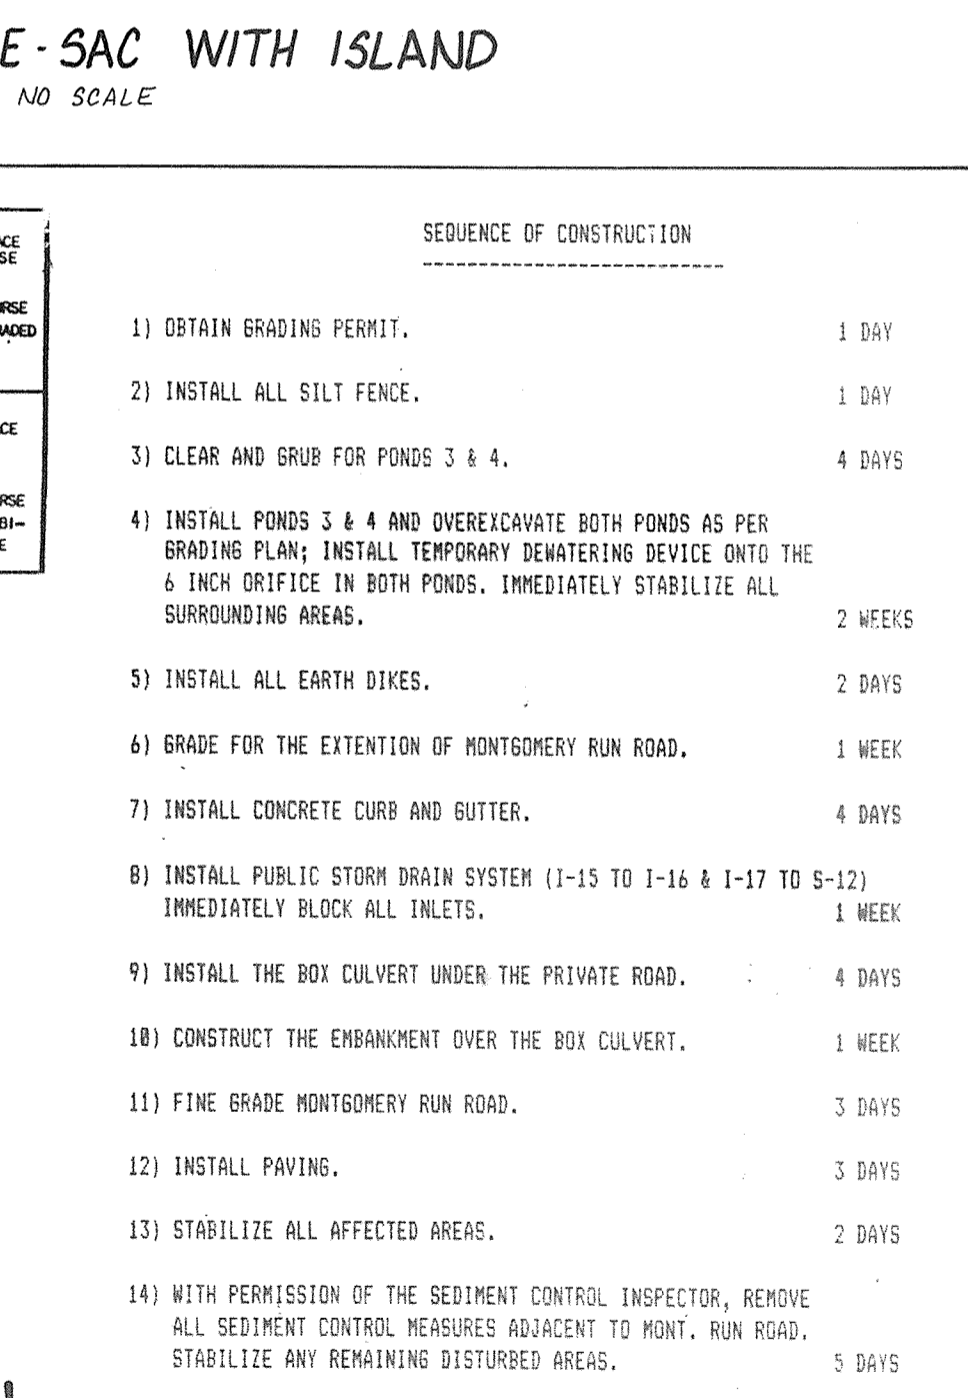 E-SAC WITH ISLAND
NO SCALE
CE
SE
RSE
ADED
CE
RSE
BI-
E
SEQUENCE OF CONSTRUCTION
---------------------------
1) OBTAIN GRADING PERMIT. 1 DAY
2) INSTALL ALL SILT FENCE. 1 DAY
3) CLEAR AND GRUB FOR PONDS 3 & 4. 4 DAYS
4) INSTALL PONDS 3 & 4 AND OVEREXCAVATE BOTH PONDS AS PER
GRADING PLAN; INSTALL TEMPORARY DEWATERING DEVICE ONTO THE
6 INCH ORIFICE IN BOTH PONDS. IMMEDIATELY STABILIZE ALL
SURROUNDING AREAS. 2 WEEKS
5) INSTALL ALL EARTH DIKES. 2 DAYS
6) GRADE FOR THE EXTENTION OF MONTGOMERY RUN ROAD. 1 WEEK
7) INSTALL CONCRETE CURB AND GUTTER. 4 DAYS
8) INSTALL PUBLIC STORM DRAIN SYSTEM (I-15 TO I-16 & I-17 TO S-12)
IMMEDIATELY BLOCK ALL INLETS. 1 WEEK
9) INSTALL THE BOX CULVERT UNDER THE PRIVATE ROAD. 4 DAYS
10) CONSTRUCT THE EMBANKMENT OVER THE BOX CULVERT. 1 WEEK
11) FINE GRADE MONTGOMERY RUN ROAD. 3 DAYS
12) INSTALL PAVING. 3 DAYS
13) STABILIZE ALL AFFECTED AREAS. 2 DAYS
14) WITH PERMISSION OF THE SEDIMENT CONTROL INSPECTOR, REMOVE
ALL SEDIMENT CONTROL MEASURES ADJACENT TO MONT. RUN ROAD.
STABILIZE ANY REMAINING DISTURBED AREAS. 5 DAYS